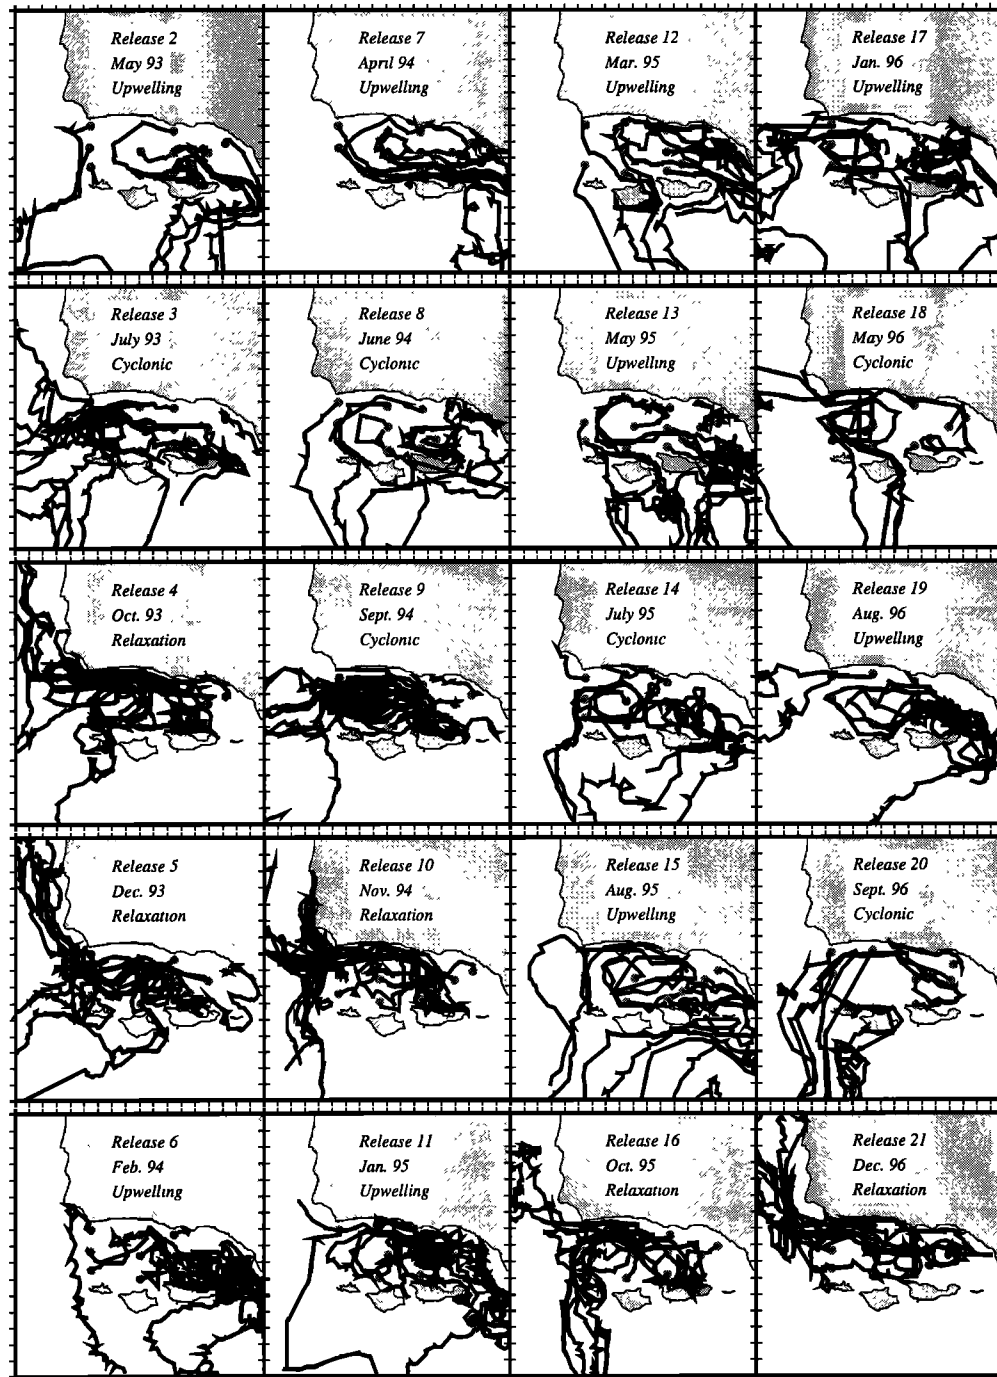 Release 2
May 93
Upwelling
Release 7
April 94
Upwelling
Release 12
Mar. 95
Upwelling
Release 17
Jan. 96
Upwelling
Release 3
July 93
Cyclonic
Release 8
June 94
Cyclonic
Release 13
May 95
Upwelling
Release 18
May 96
Cyclonic
Release 4
Oct. 93
Relaxation
Release 9
Sept. 94
Cyclonic
Release 14
July 95
Cyclonic
Release 19
Aug. 96
Upwelling
Release 5
Dec. 93
Relaxation
Release 10
Nov. 94
Relaxation
Release 15
Aug. 95
Upwelling
Release 20
Sept. 96
Cyclonic
Release 6
Feb. 94
Upwelling
Release 11
Jan. 95
Upwelling
Release 16
Oct. 95
Relaxation
Release 21
Dec. 96
Relaxation